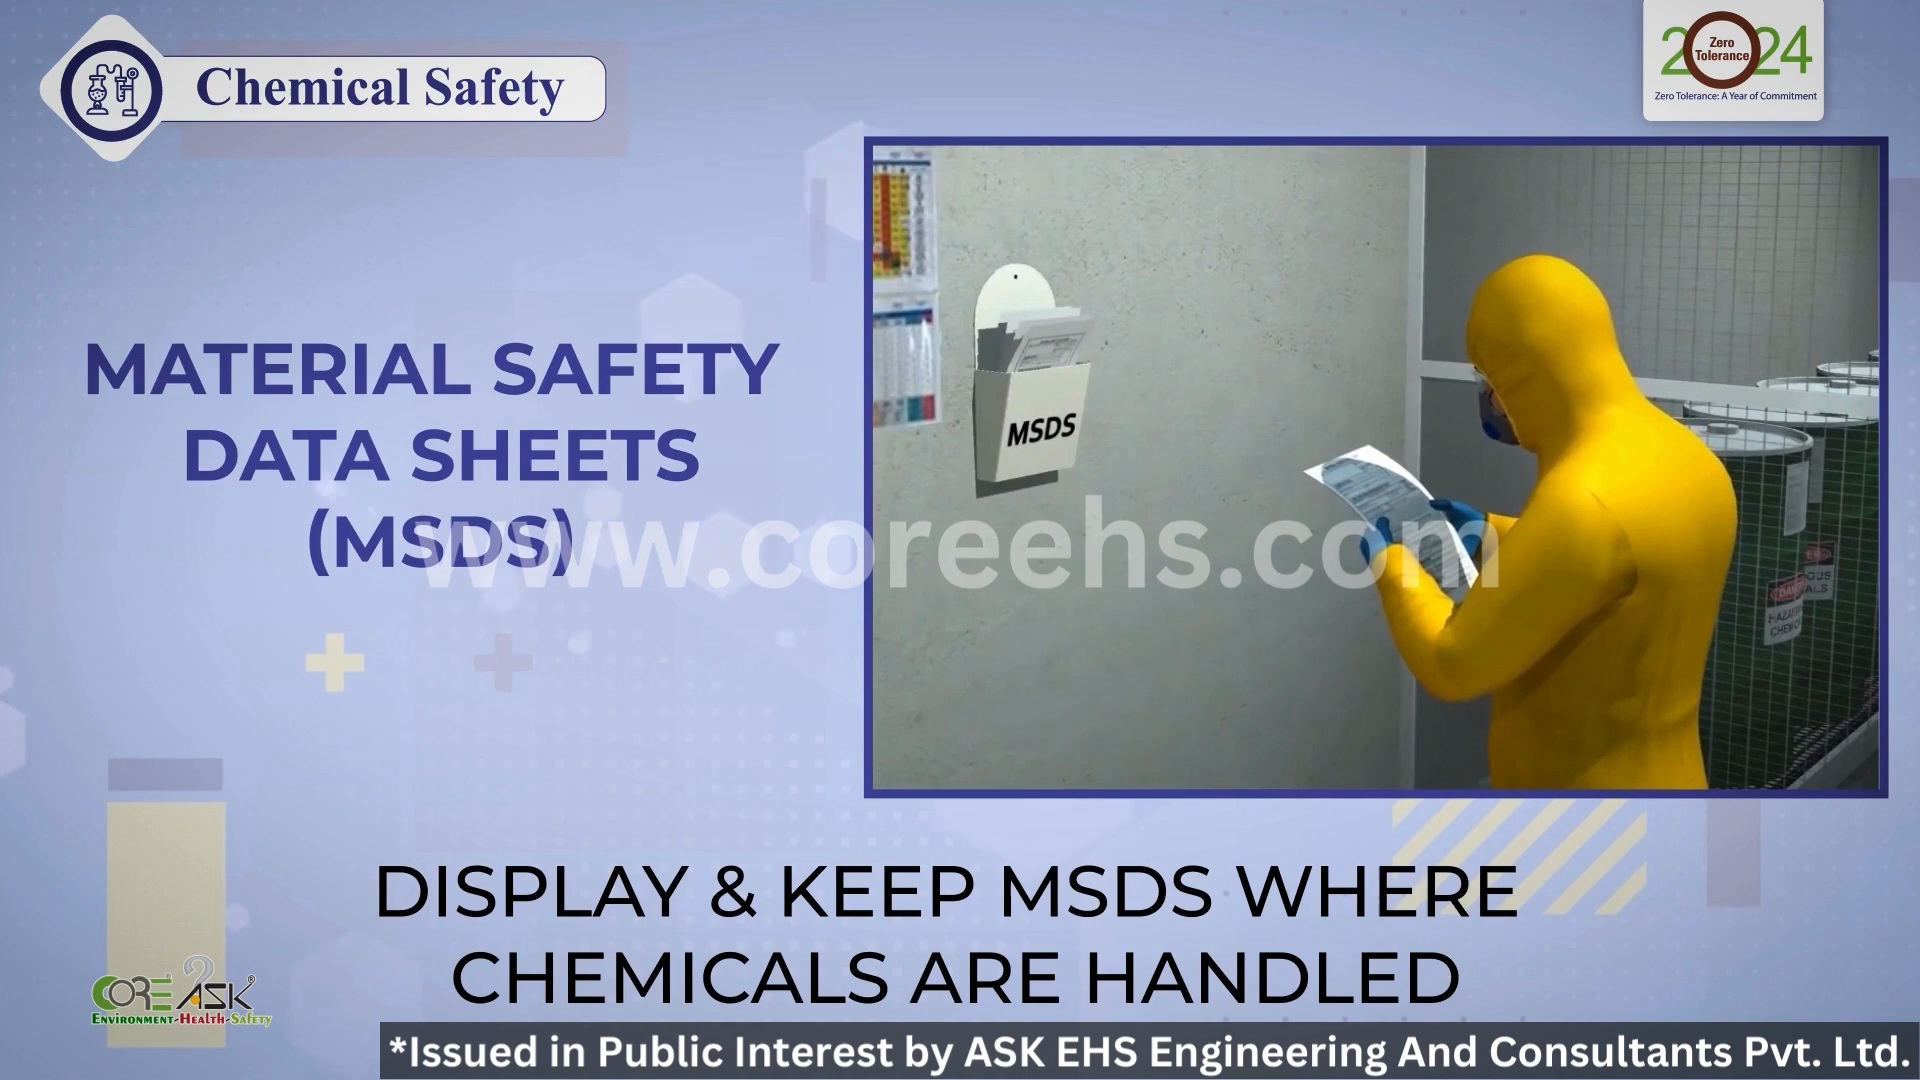 Chemical Safety
2024
Zero
Tolerance
Zero Tolerance: A Year of Commitment
MATERIAL SAFETY
DATA SHEETS
(MSDS)
MSDS
www.coreehs.com
DISPLAY & KEEP MSDS WHERE
CHEMICALS ARE HANDLED
CORE ASK
ENVIRONMENT-HEALTH-SAFETY
*Issued in Public Interest by ASK EHS Engineering And Consultants Pvt. Ltd.